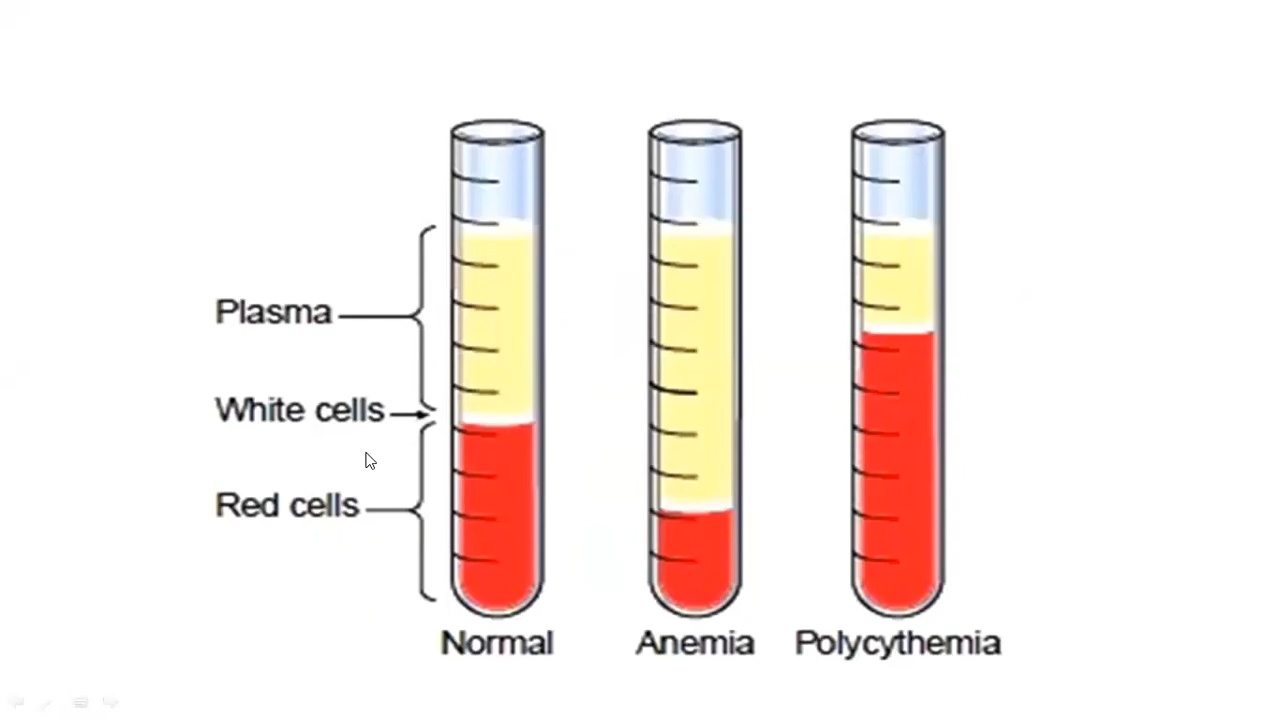 Plasma
White cells
Red cells
Normal
Anemia
Polycythemia